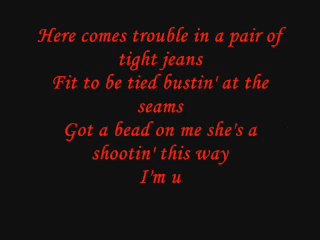 Here comes trouble in a pair of
tight jeans
Fit to be tied bustin' at the
seams
Got a bead on me she's a
shootin' this way
I'm u